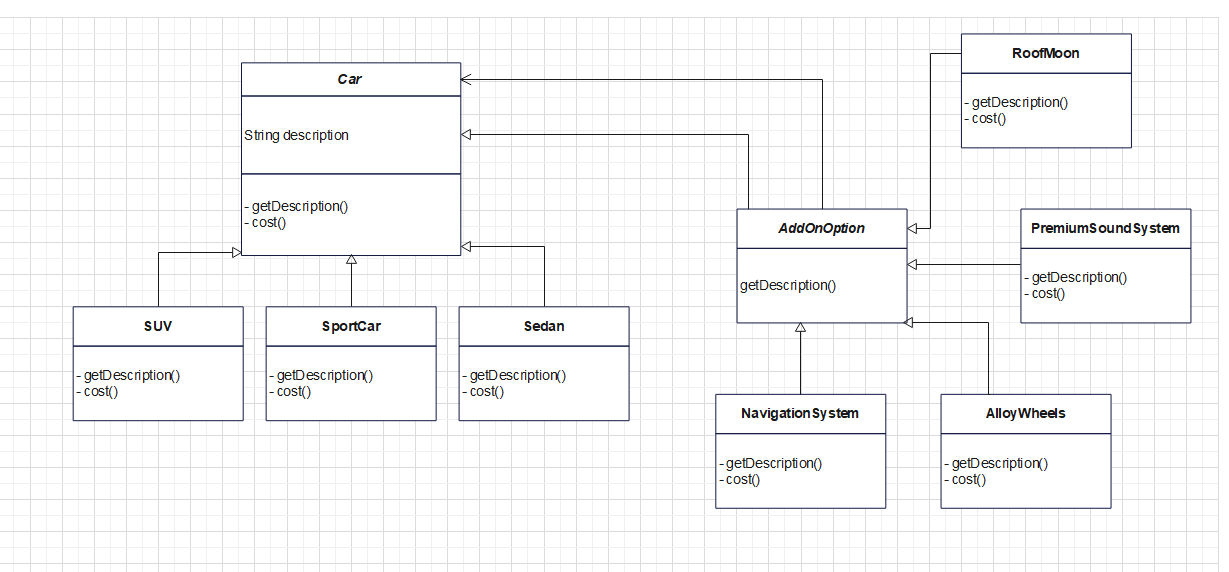 Car
String description
- getDescription()
- cost()
SUV
- getDescription()
- cost()
SportCar
- getDescription()
- cost()
Sedan
- getDescription()
- cost()
AddOnOption
getDescription()
RoofMoon
- getDescription()
- cost()
PremiumSoundSystem
- getDescription()
- cost()
NavigationSystem
- getDescription()
- cost()
AlloyWheels
- getDescription()
- cost()